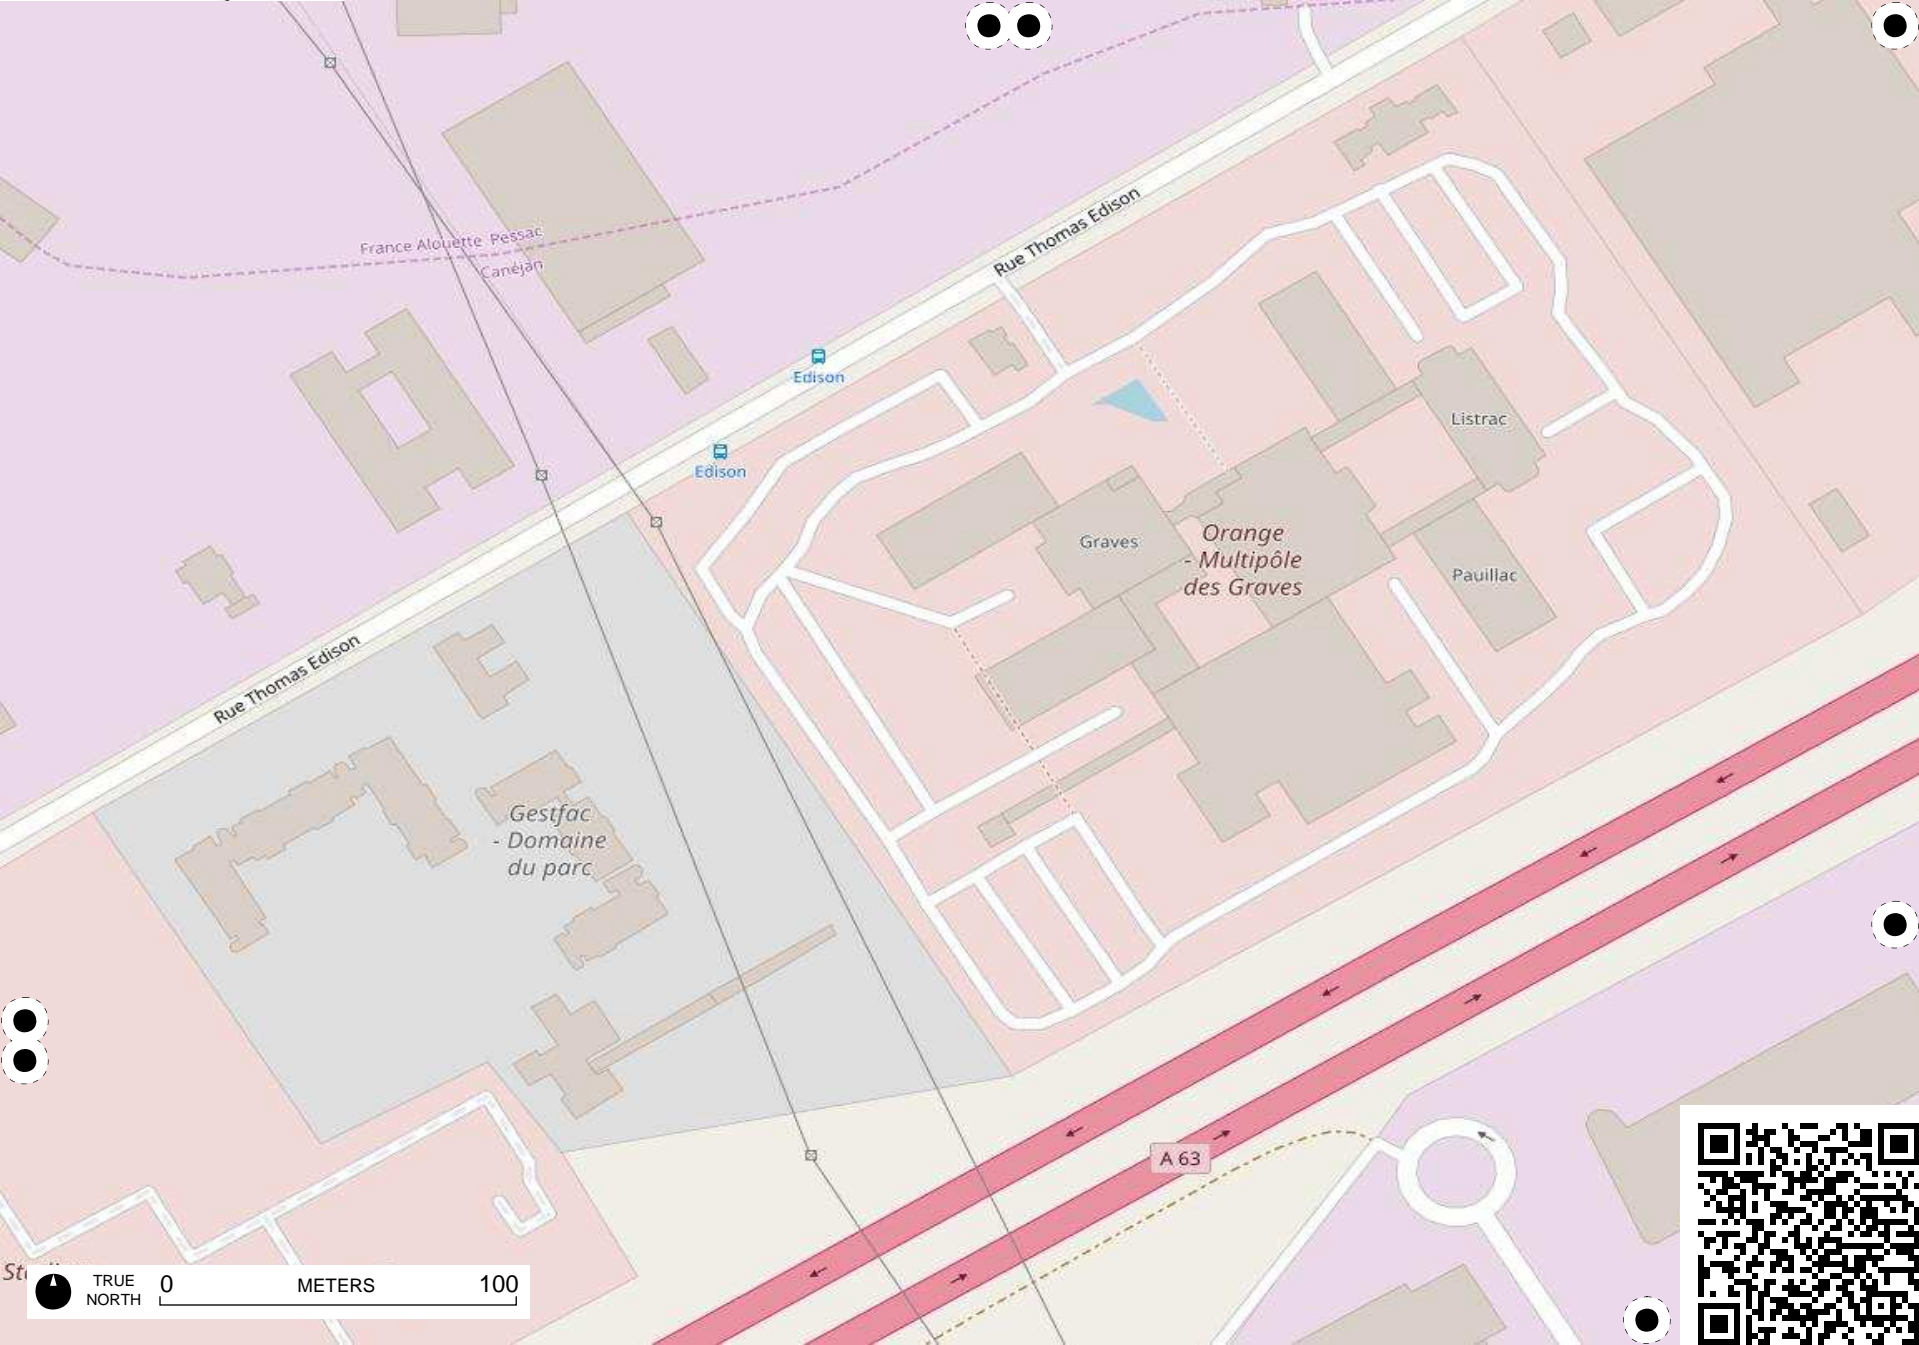 France Alouette Pessac
Canéjan
Rue Thomas Edison
Edison
Edison
Listrac
Graves
Orange
- Multipôle
des Graves
Pauillac
Rue Thomas Edison
Gestfac
- Domaine
du parc
A 63
TRUE
NORTH
0 METERS 100